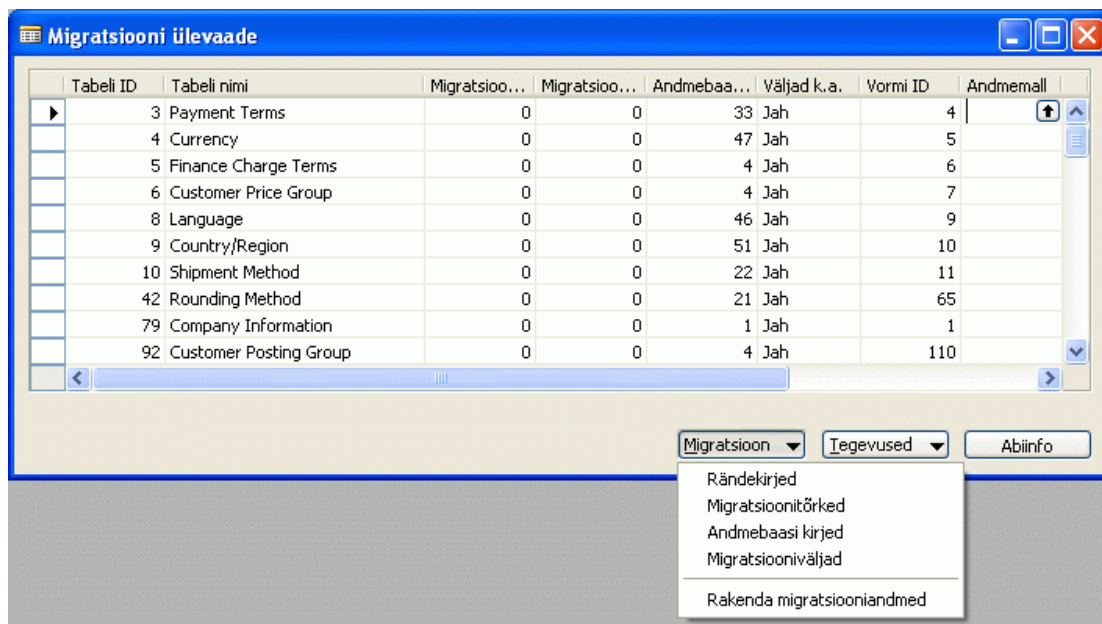 Migratsiooni ülevaade
Tabeli ID Tabeli nimi Migratsioo... Migratsioo... Andmebaa... Väljad k.a. Vormi ID Andmemall
3 Payment Terms 0 0 33 Jah 4
4 Currency 0 0 47 Jah 5
5 Finance Charge Terms 0 0 4 Jah 6
6 Customer Price Group 0 0 4 Jah 7
8 Language 0 0 46 Jah 9
9 Country/Region 0 0 51 Jah 10
10 Shipment Method 0 0 22 Jah 11
42 Rounding Method 0 0 21 Jah 65
79 Company Information 0 0 1 Jah 1
92 Customer Posting Group 0 0 4 Jah 110
Migratsioon Tegevused Abiinfo
Rändekirjed
Migratsioonitõrked
Andmebaasi kirjed
Migratsiooniväljad
Rakenda migratsiooniandmed